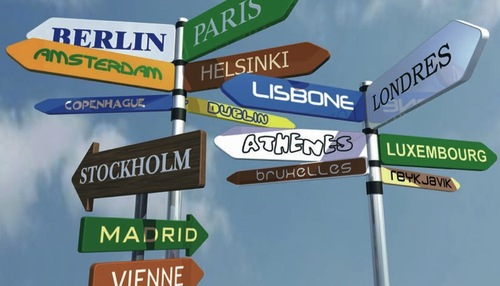 BERLIN
PARIS
AMSTERDAM
HELSINKI
COPENHAGUE
DUBLIN
STOCKHOLM
MADRID
VIENNE
LONDRES
LISBONE
ATHENES
LUXEMBOURG
BRUXELLES
REYKJAVIK